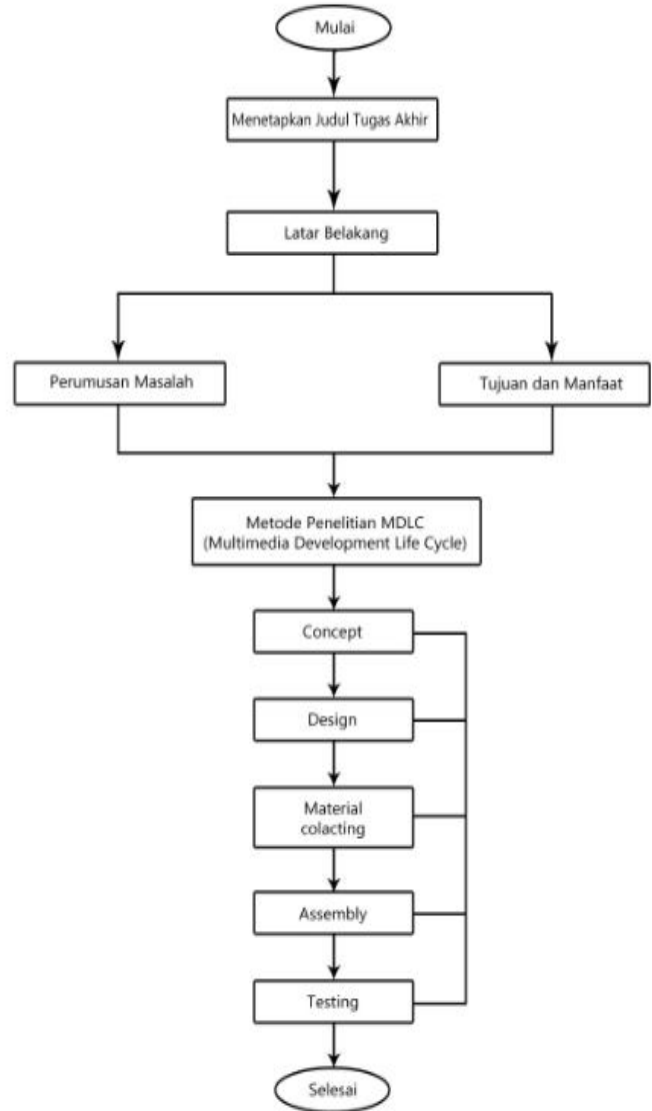 Mulai
Menetapkan Judul Tugas Akhir
Latar Belakang
Perumusan Masalah
Tujuan dan Manfaat
Metode Penelitian MDLC
(Multimedia Development Life Cycle)
Concept
Design
Material
colacting
Assembly
Testing
Selesai